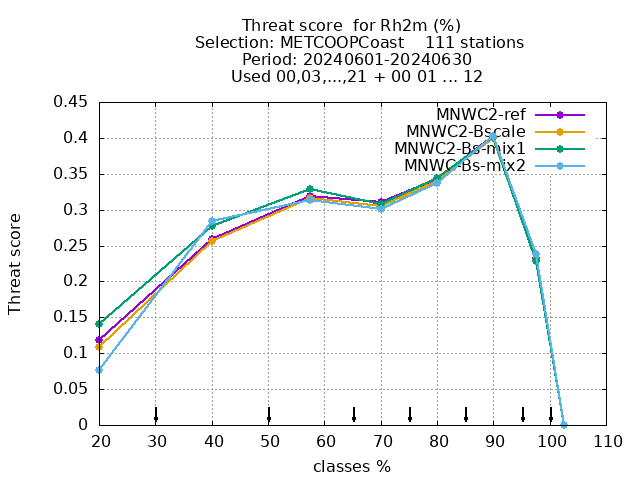 Threat score  for Rh2m (%)
Selection: METCOOPCoast    111 stations
Period: 20240601-20240630
Used 00,03,...,21 + 00 01 ... 12
MNWC2-ref
MNWC2-Bscale
MNWC2-Bs-mix1
MNWC-Bs-mix2
Threat score
0.45
0.4
0.35
0.3
0.25
0.2
0.15
0.1
0.05
0
20 30 40 50 60 70 80 90 100 110
classes %